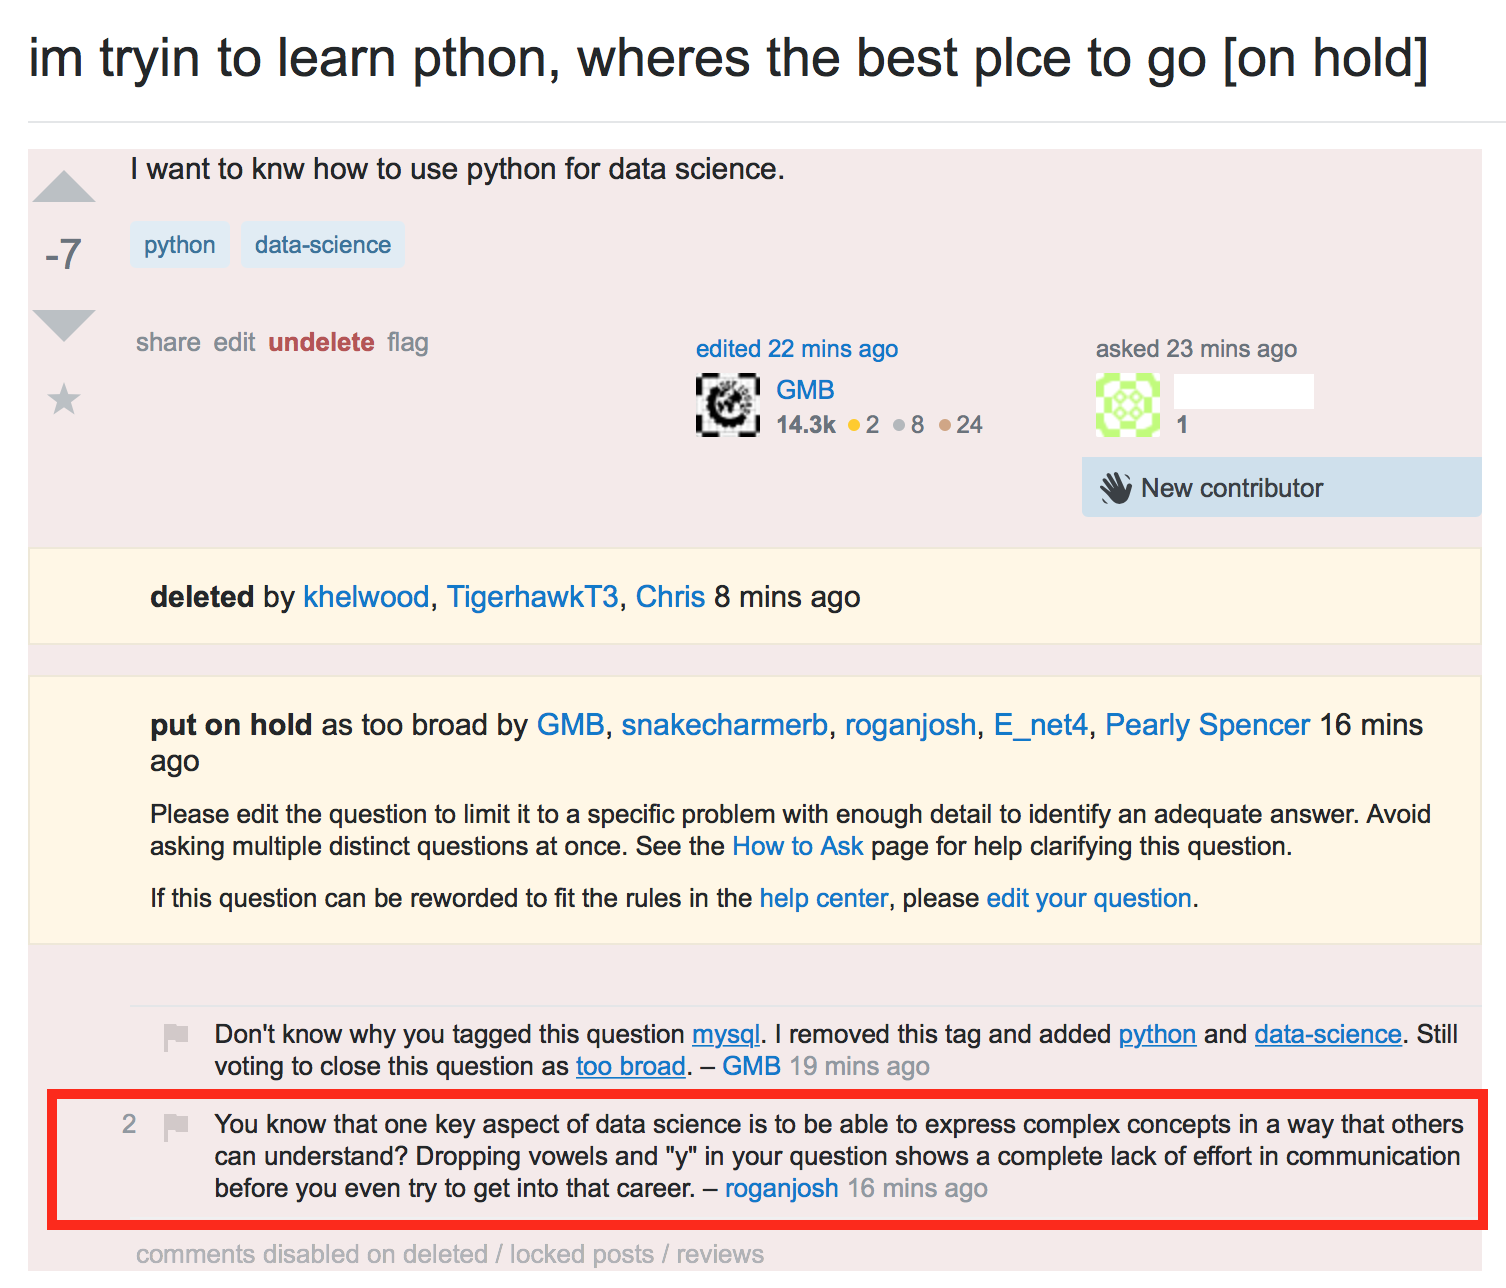 im tryin to learn pthon, wheres the best plce to go [on hold]
I want to knw how to use python for data science.
-7
python data-science
share edit undelete flag
edited 22 mins ago
GMB
14.3k 2 8 24
asked 23 mins ago
1
New contributor
deleted by khelwood, TigerhawkT3, Chris 8 mins ago
put on hold as too broad by GMB, snakecharmerb, roganjosh, E_net4, Pearly Spencer 16 mins
ago
Please edit the question to limit it to a specific problem with enough detail to identify an adequate answer. Avoid
asking multiple distinct questions at once. See the How to Ask page for help clarifying this question.
If this question can be reworded to fit the rules in the help center, please edit your question.
Don't know why you tagged this question mysql. I removed this tag and added python and data-science. Still
voting to close this question as too broad. – GMB 19 mins ago
2 You know that one key aspect of data science is to be able to express complex concepts in a way that others
can understand? Dropping vowels and "y" in your question shows a complete lack of effort in communication
before you even try to get into that career. – roganjosh 16 mins ago
comments disabled on deleted / locked posts / reviews